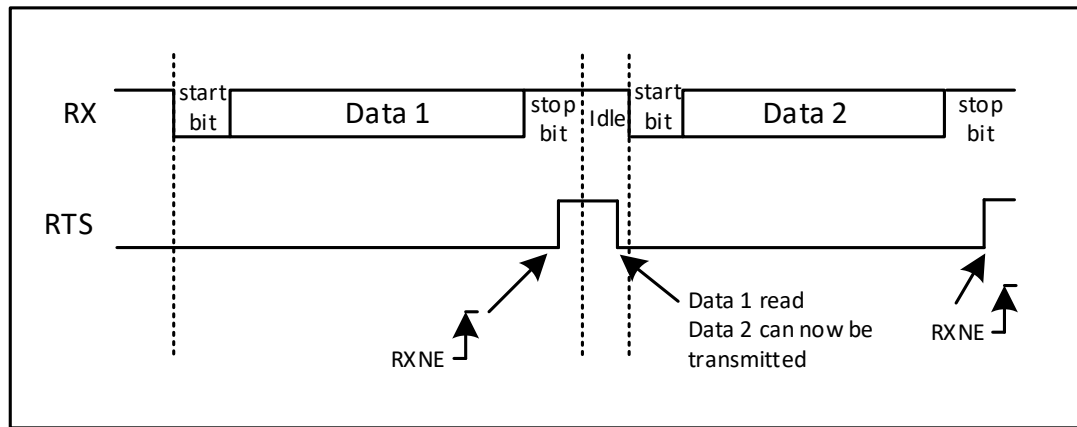 RX
start
bit
Data 1
stop
bit
Idle
start
bit
Data 2
stop
bit
RTS
RXNE
Data 1 read
Data 2 can now be
transmitted
RXNE